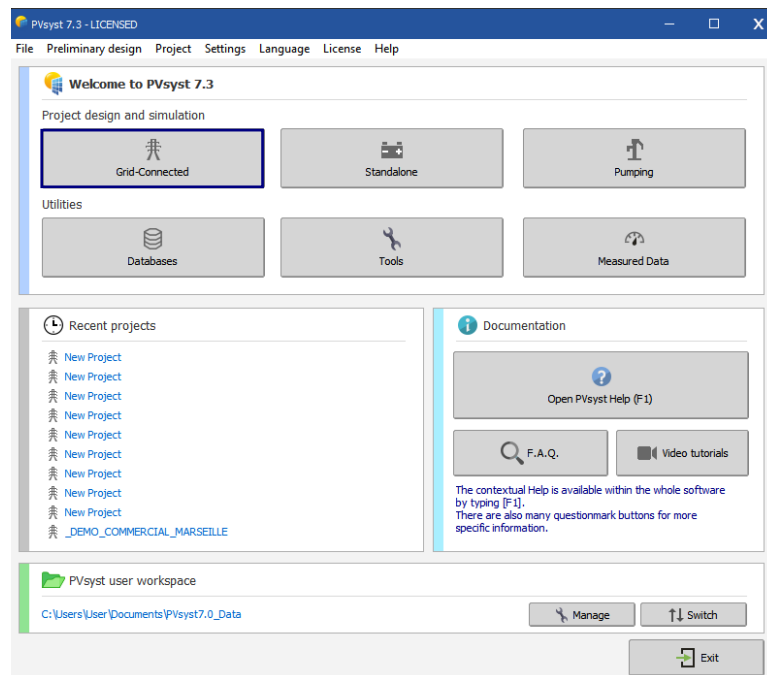 PVsyst 7.3 - LICENSED
File Preliminary design Project Settings Language License Help
Welcome to PVsyst 7.3
Project design and simulation
Grid-Connected
Standalone
Pumping
Utilities
Databases
Tools
Measured Data
Recent projects
New Project
New Project
New Project
New Project
New Project
New Project
New Project
New Project
New Project
_DEMO_COMMERCIAL_MARSEILLE
Documentation
Open PVsyst Help (F1)
F.A.Q.
Video tutorials
The contextual Help is available within the whole software
by typing [F1].
There are also many questionmark buttons for more
specific information.
PVsyst user workspace
C:\Users\User\Documents\PVsyst7.0_Data
Manage
Switch
Exit